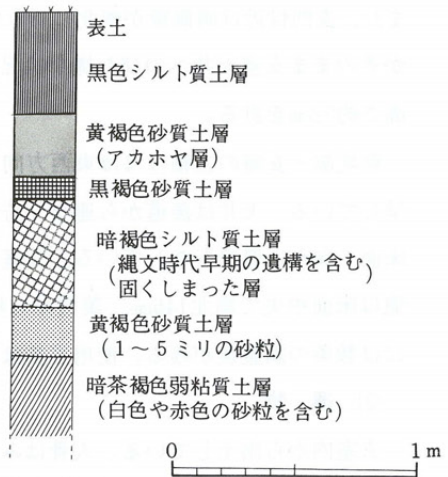 表土
黒色シルト質土層
黄褐色砂質土層
(アカホヤ層)
黒褐色砂質土層
暗褐色シルト質土層
(縄文時代早期の遺構を含む)
固くしまった層
黄褐色砂質土層
(1～5ミリの砂粒)
暗茶褐色弱粘質土層
(白色や赤色の砂粒を含む)
0 1m